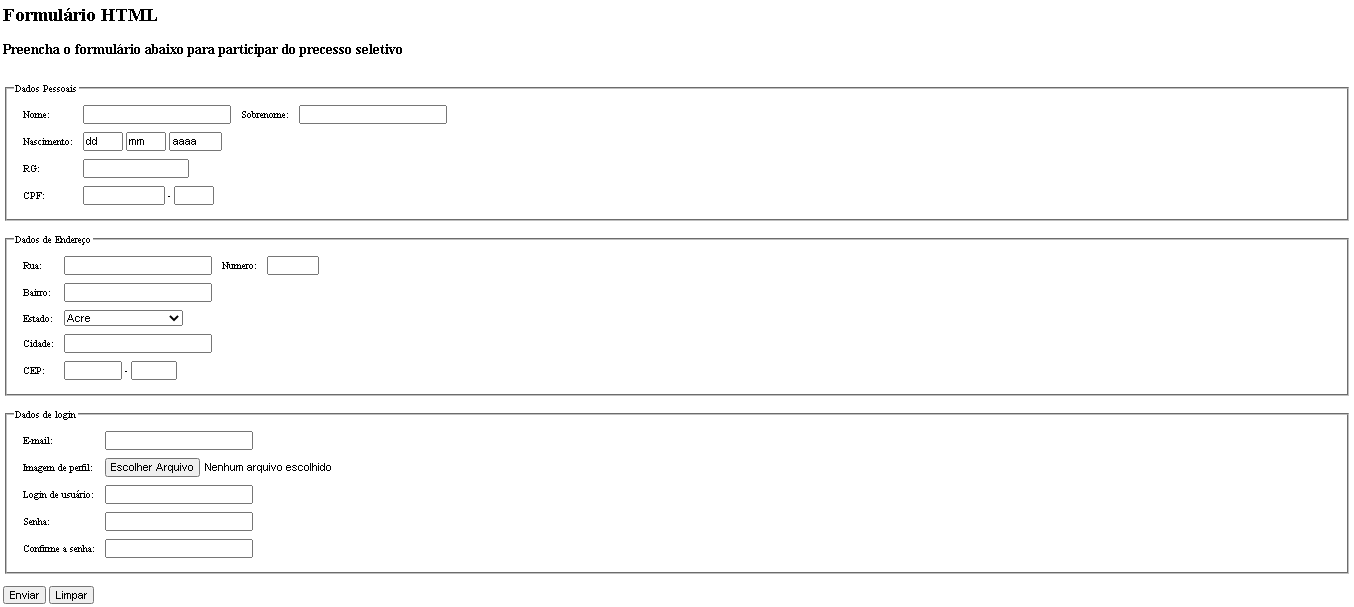 Formulário HTML
Preencha o formulário abaixo para participar do precesso seletivo
Dados Pessoais
Nome: Sobrenome:
Nascimento: dd mm aaaa
RG:
CPF: -
Dados de Endereço
Rua: Numero:
Bairro:
Estado: Acre
Cidade:
CEP: -
Dados de login
E-mail:
Imagem de perfil: Escolher Arquivo Nenhum arquivo escolhido
Login de usuário:
Senha:
Confirme a senha:
Enviar Limpar